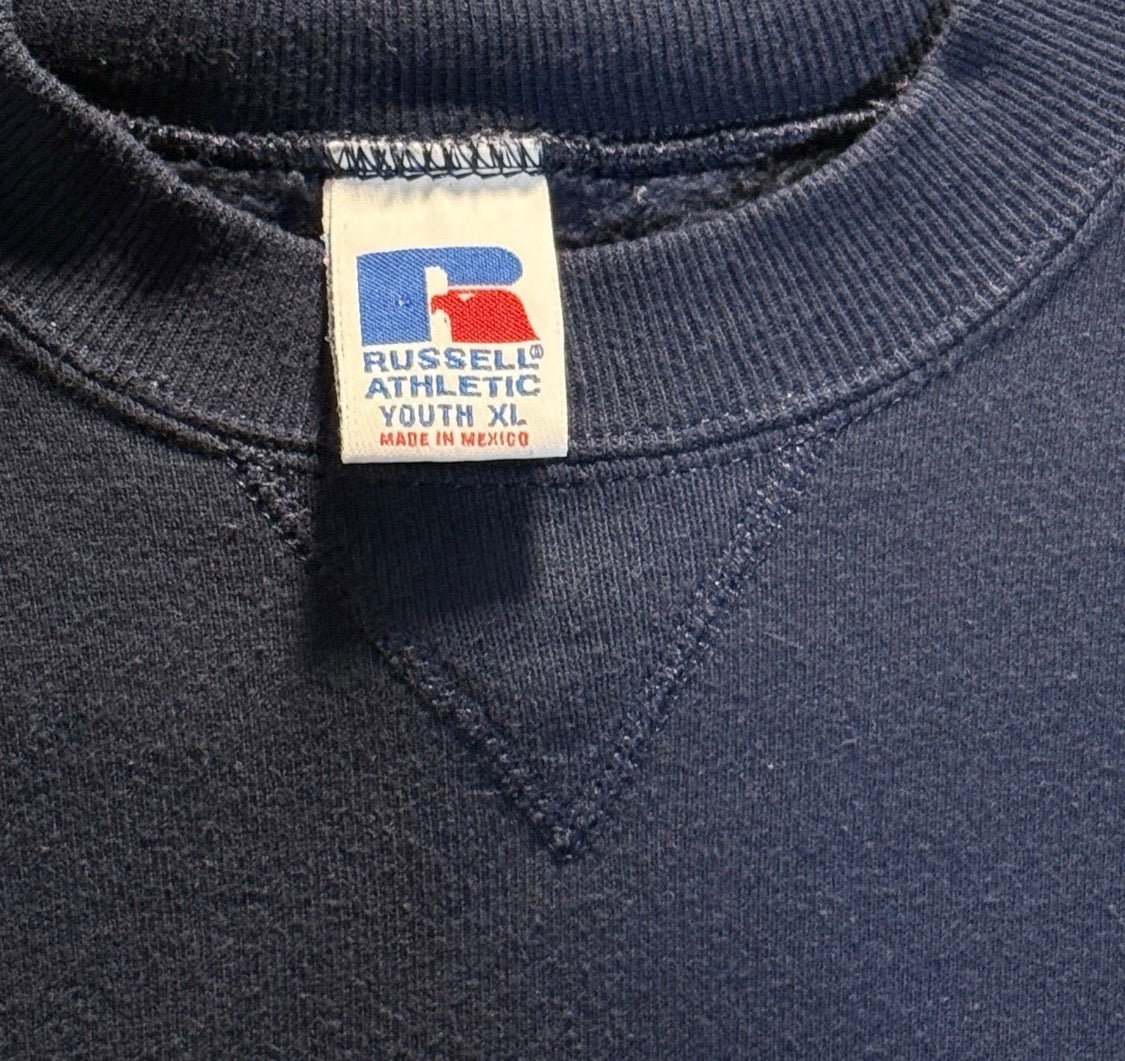 R
RUSSELL®
ATHLETIC
YOUTH XL
MADE IN MEXICO